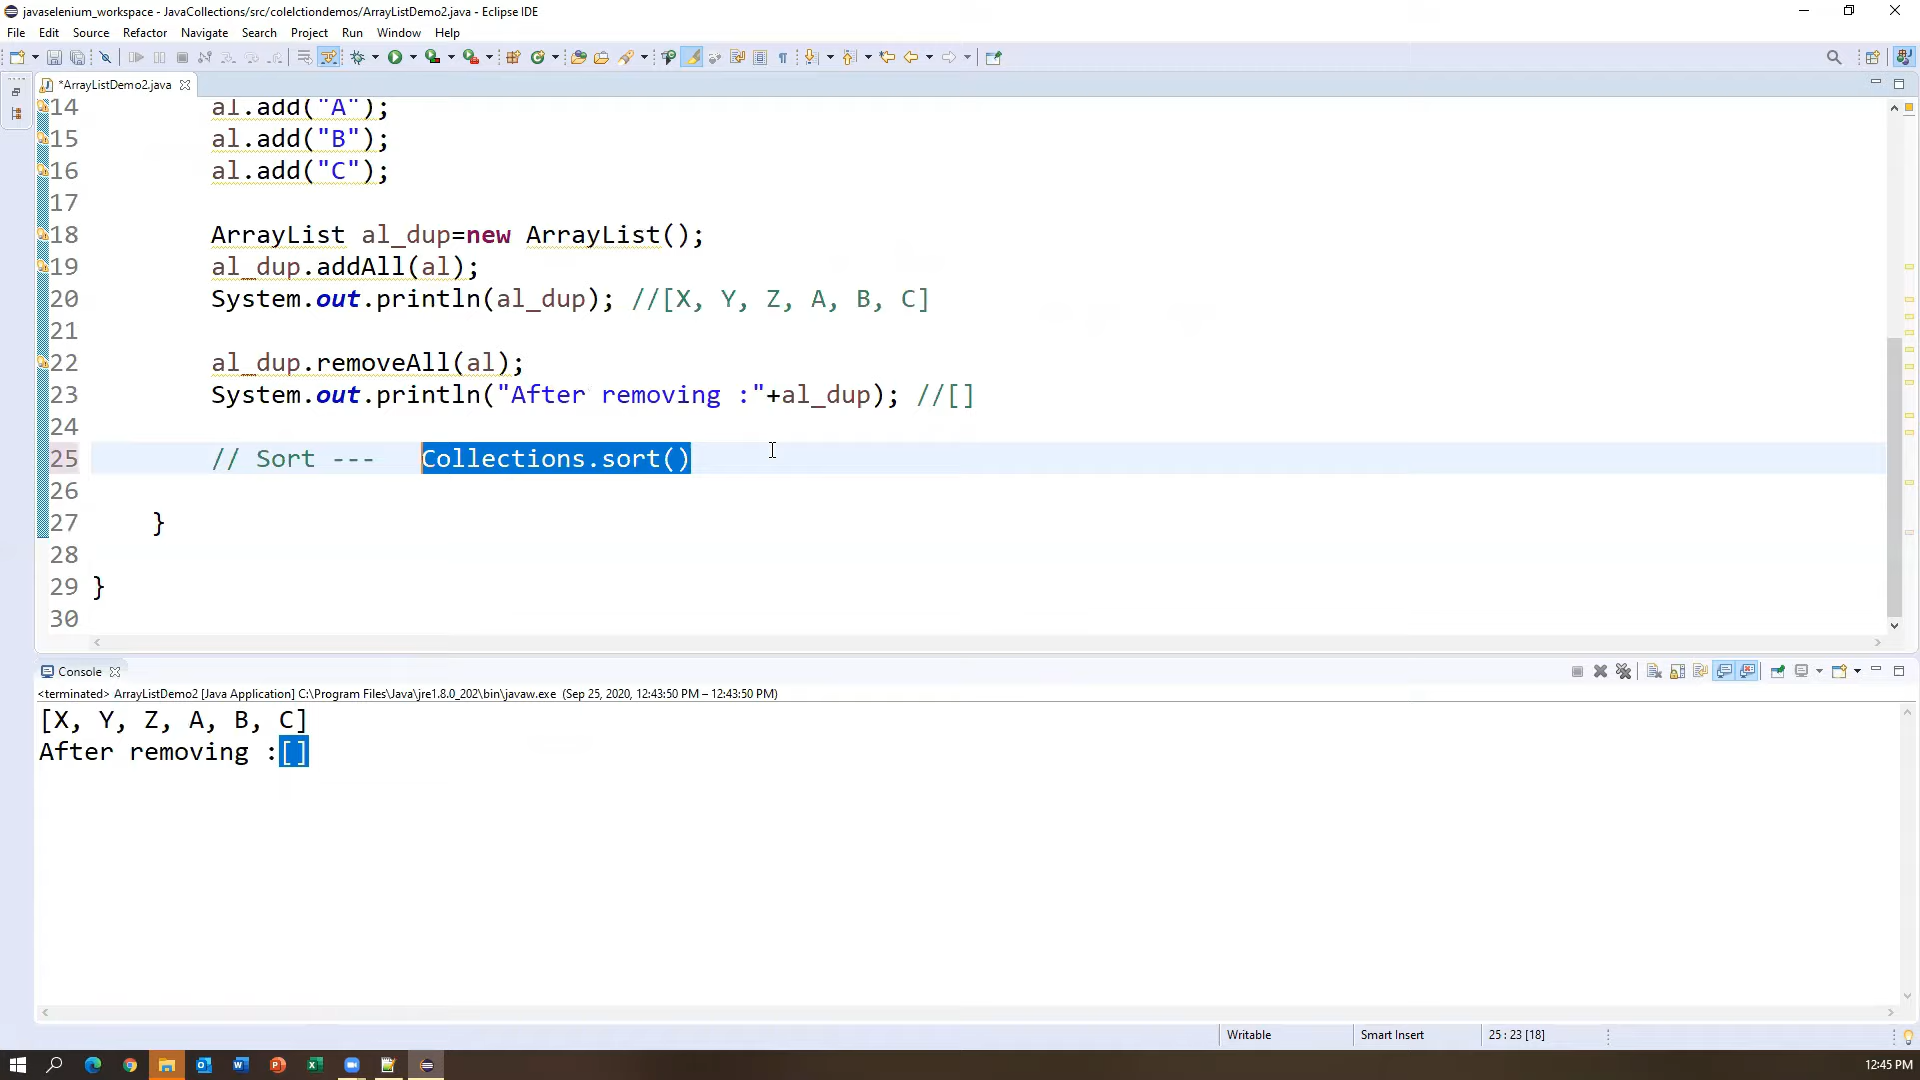 javaselenium_workspace - JavaCollections/src/colelctiondemos/ArrayListDemo2.java - Eclipse IDE
File Edit Source Refactor Navigate Search Project Run Window Help
*ArrayListDemo2.java
14 al.add("A");
15 al.add("B");
16 al.add("C");
17
18 ArrayList al_dup=new ArrayList();
19 al_dup.addAll(al);
20 System.out.println(al_dup); //[X, Y, Z, A, B, C]
21
22 al_dup.removeAll(al);
23 System.out.println("After removing :"+al_dup); //[]
24
25 // Sort --- Collections.sort()
26
27 }
28
29 }
30
Console
<terminated> ArrayListDemo2 [Java Application] C:\Program Files\Java\jre1.8.0_202\bin\javaw.exe (Sep 25, 2020, 12:43:50 PM – 12:43:50 PM)
[X, Y, Z, A, B, C]
After removing :[]
Writable Smart Insert 25 : 23 [18]
12:45 PM